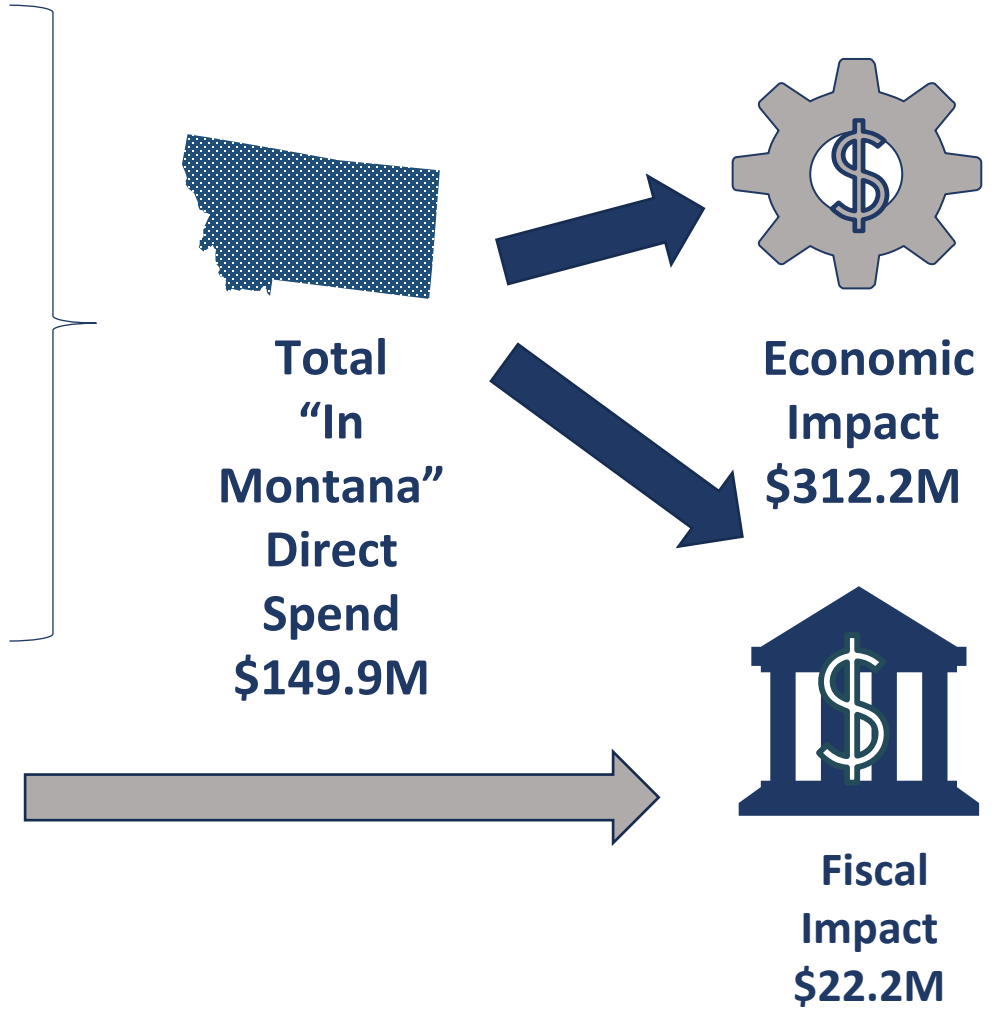 Total
“In
Montana”
Direct
Spend
$149.9M
Economic
Impact
$312.2M
Fiscal
Impact
$22.2M